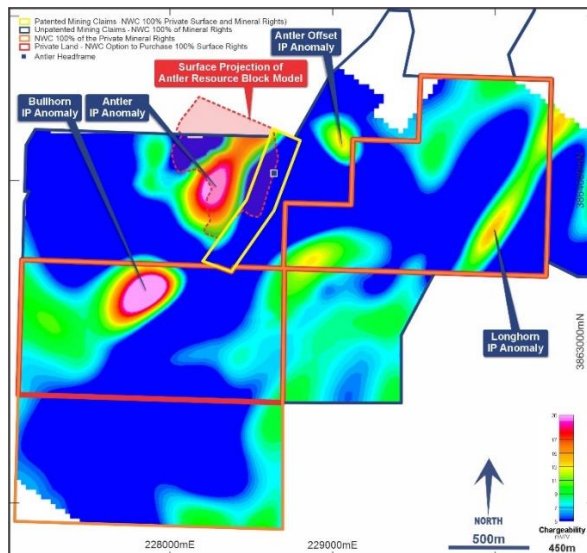 Patented Mining Claims -NWC 100% Private Surface and Mineral Rights)
Unpatented Mining Claims - NWC 100% of Mineral Rights
NWC 100% of the Private Mineral Rights
Private Land - NWC Option to Purchase 100% Surface Rights
Antler Headframe
Antler Offset
IP Anomaly
Surface Projection of
Antler Resource Block Model
Bullhorn
IP Anomaly
Antler
IP Anomaly
Longhorn
IP Anomaly
3863000mN
Chargeability
mV/V
450m
NORTH
500m
228000mE
229000mE